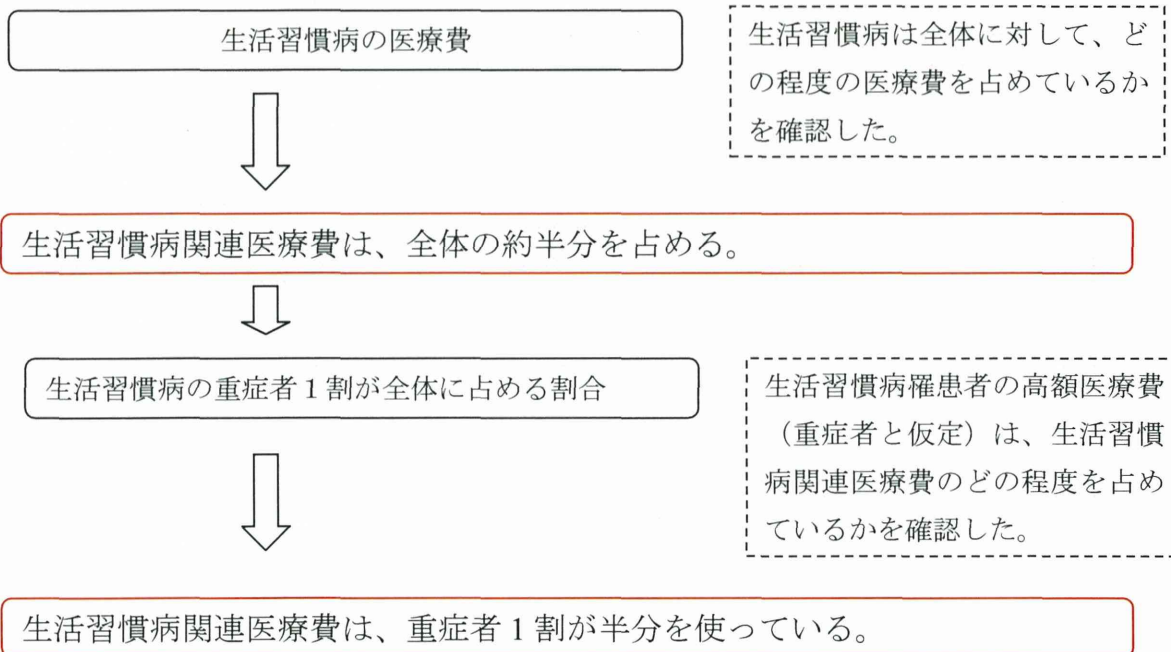 生活習慣病の医療費
生活習慣病は全体に対して、ど
の程度の医療費を占めているか
を確認した。
生活習慣病関連医療費は、全体の約半分を占める。
生活習慣病の重症者1割が全体に占める割合
生活習慣病罹患者の高額医療費
（重症者と仮定）は、生活習慣
病関連医療費のどの程度を占め
ているかを確認した。
生活習慣病関連医療費は、重症者1割が半分を使っている。